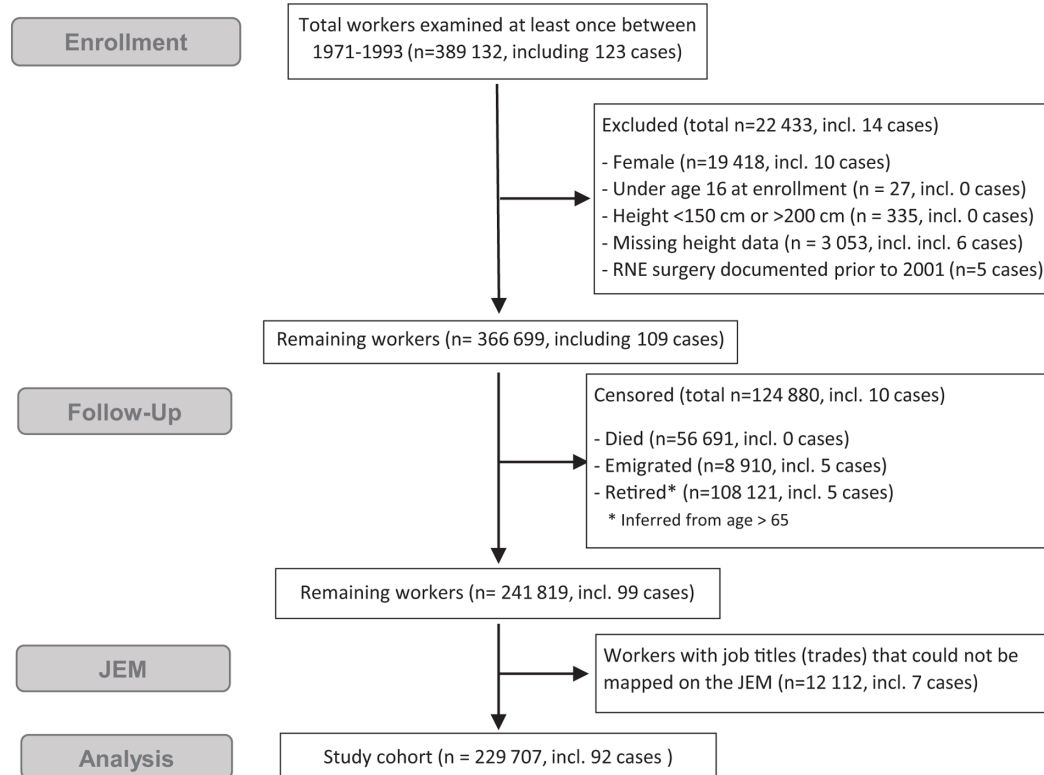 Enrollment
Total workers examined at least once between
1971-1993 (n=389 132, including 123 cases)
Excluded (total n=22 433, incl. 14 cases)
- Female (n=19 418, incl. 10 cases)
- Under age 16 at enrollment (n = 27, incl. 0 cases)
- Height <150 cm or >200 cm (n = 335, incl. 0 cases)
- Missing height data (n = 3 053, incl. incl. 6 cases)
- RNE surgery documented prior to 2001 (n=5 cases)
Remaining workers (n= 366 699, including 109 cases)
Follow-Up
Censored (total n=124 880, incl. 10 cases)
- Died (n=56 691, incl. 0 cases)
- Emigrated (n=8 910, incl. 5 cases)
- Retired* (n=108 121, incl. 5 cases)
* Inferred from age > 65
Remaining workers (n= 241 819, incl. 99 cases)
JEM
Workers with job titles (trades) that could not be
mapped on the JEM (n=12 112, incl. 7 cases)
Analysis
Study cohort (n = 229 707, incl. 92 cases )